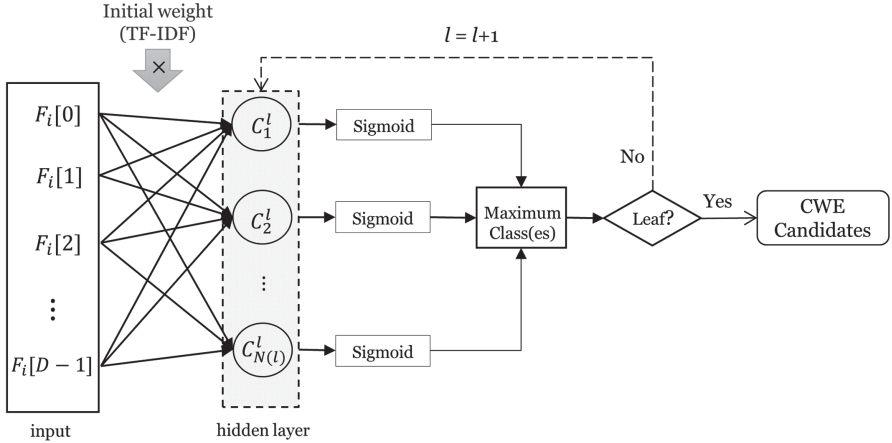 Initial weight
(TF-IDF)
×
l = l+1
F_i[0]
F_i[1]
F_i[2]
⋮
F_i[D − 1]
input
C_1^l
C_2^l
⋮
C_{N(l)}^l
hidden layer
Sigmoid
Sigmoid
Sigmoid
Maximum
Class(es)
No
Leaf?
Yes
CWE
Candidates